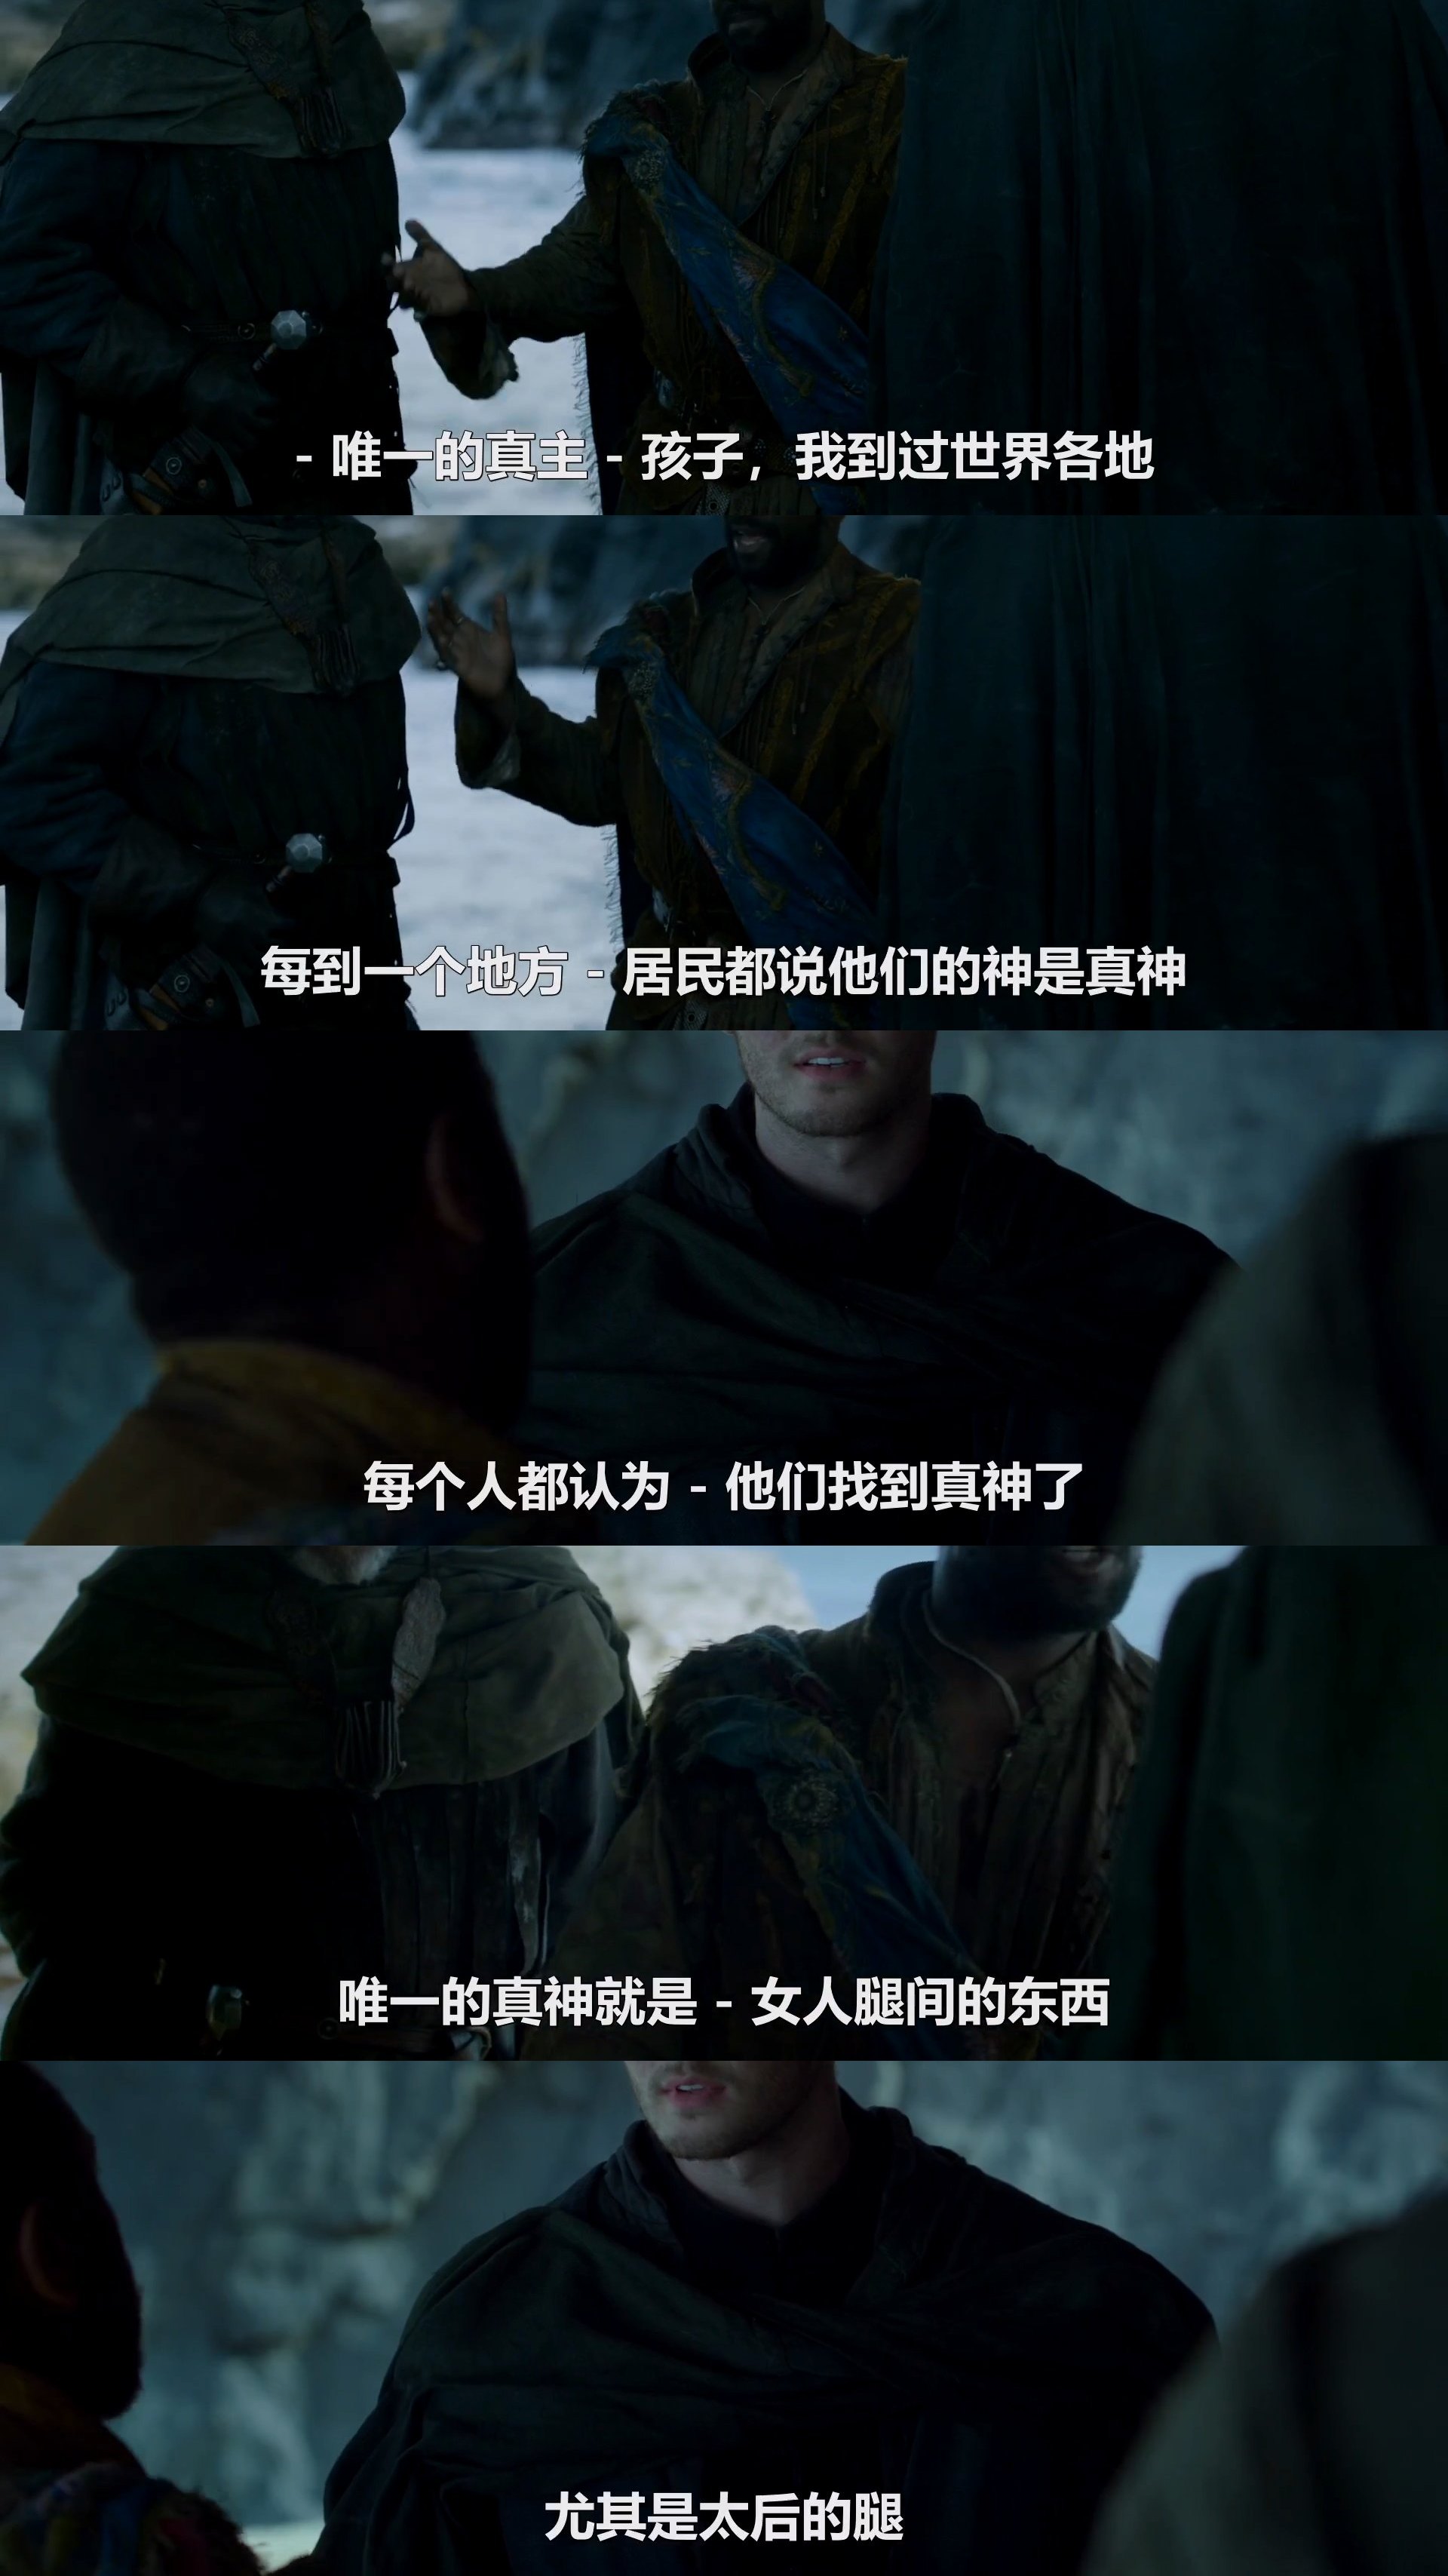 - 唯一的真主 - 孩子，我到过世界各地
每到一个地方 - 居民都说他们的神是真神
每个人都认为 - 他们找到真神了
唯一的真神就是 - 女人腿间的东西
尤其是太后的腿